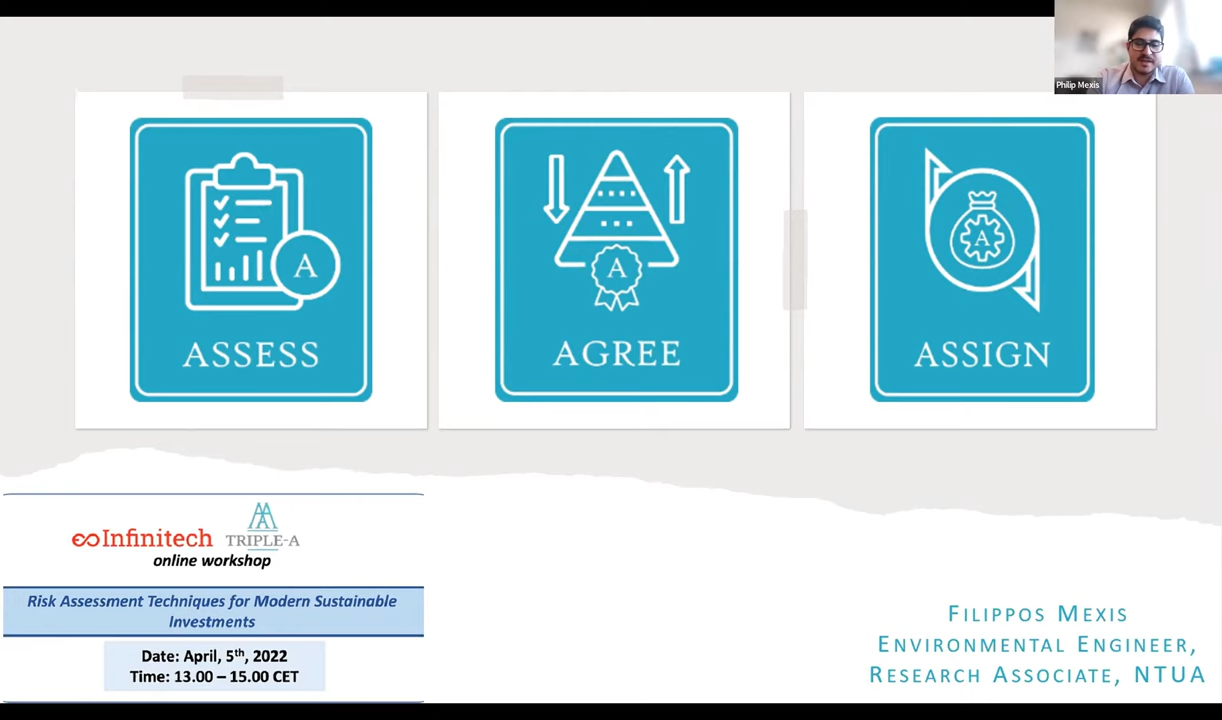 Philip Mexis
A
ASSESS
A
AGREE
A
ASSIGN
Infinitech
TRIPLE-A
online workshop
Risk Assessment Techniques for Modern Sustainable
Investments
Date: April, 5th, 2022
Time: 13.00 – 15.00 CET
FILIPPOS MEXIS
ENVIRONMENTAL ENGINEER,
RESEARCH ASSOCIATE, NTUA